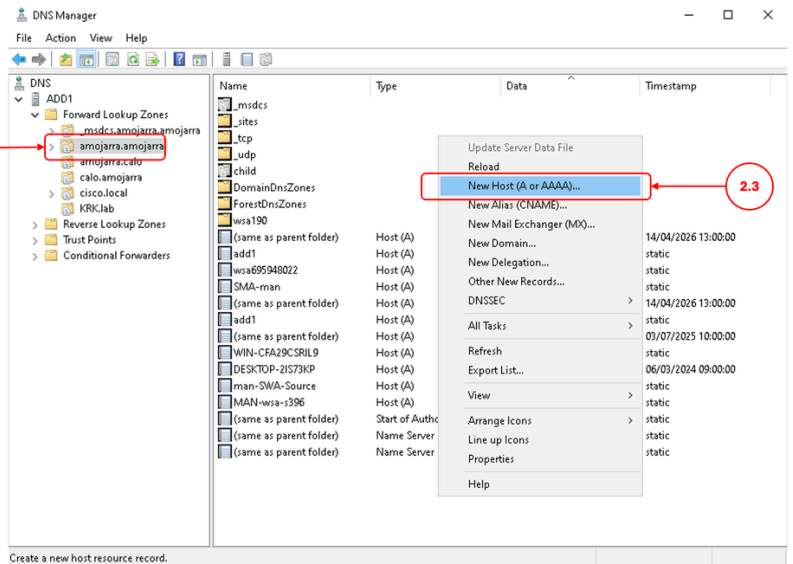 DNS Manager
File Action View Help
DNS
ADD1
Forward Lookup Zones
_msdcs.amojarra.amojarra
amojarra.amojarra
amojarra.calo
calo.amojarra
cisco.local
KRK.lab
Reverse Lookup Zones
Trust Points
Conditional Forwarders
Name Type Data Timestamp
_msdcs
_sites
_tcp
_udp
child
DomainDnsZones
ForestDnsZones
wsa190
(same as parent folder) Host (A) 14/04/2026 13:00:00
add1 Host (A) static
wsa695948022 Host (A) static
SMA-man Host (A) static
(same as parent folder) Host (A) 14/04/2026 13:00:00
add1 Host (A) static
(same as parent folder) Host (A) 03/07/2025 10:00:00
WIN-CFA29CSRIL9 Host (A) static
DESKTOP-2IS73KP Host (A) 06/03/2024 09:00:00
man-SWA-Source Host (A) static
MAN-wsa-s396 Host (A) static
(same as parent folder) Start of Autho static
(same as parent folder) Name Server static
(same as parent folder) Name Server static
Update Server Data File
Reload
New Host (A or AAAA)...
New Alias (CNAME)...
New Mail Exchanger (MX)...
New Domain...
New Delegation...
Other New Records...
DNSSEC
All Tasks
Refresh
Export List...
View
Arrange Icons
Line up Icons
Properties
Help
2.3
Create a new host resource record.